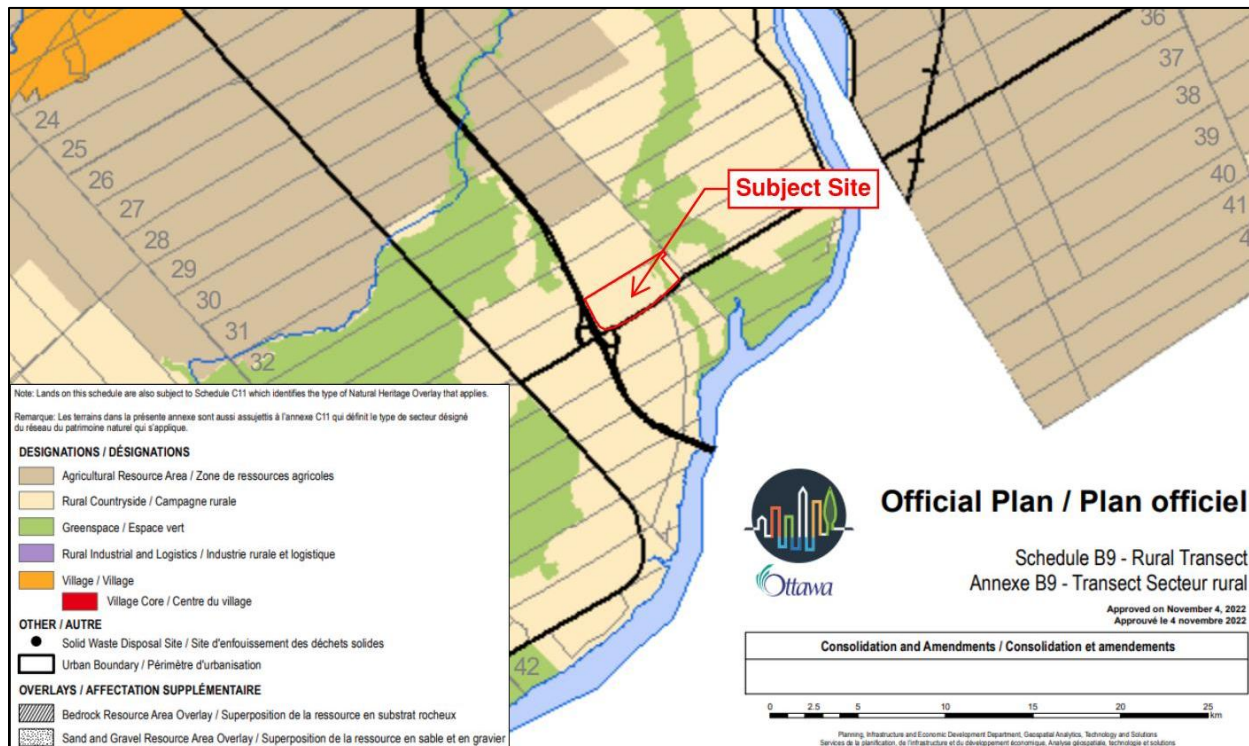 24
25
26
27
28
29
30
31
32
36
37
38
39
40
41
4
42
Subject Site
Note: Lands on this schedule are also subject to Schedule C11 which identifies the type of Natural Heritage Overlay that applies.
Remarque: Les terrains dans la présente annexe sont aussi assujettis à l'annexe C11 qui définit le type de secteur désigné
du réseau du patrimoine naturel qui s'applique.
DESIGNATIONS / DÉSIGNATIONS
Agricultural Resource Area / Zone de ressources agricoles
Rural Countryside / Campagne rurale
Greenspace / Espace vert
Rural Industrial and Logistics / Industrie rurale et logistique
Village / Village
Village Core / Centre du village
OTHER / AUTRE
Solid Waste Disposal Site / Site d'enfouissement des déchets solides
Urban Boundary / Périmètre d'urbanisation
OVERLAYS / AFFECTATION SUPPLÉMENTAIRE
Bedrock Resource Area Overlay / Superposition de la ressource en substrat rocheux
Sand and Gravel Resource Area Overlay / Superposition de la ressource en sable et en gravier
Ottawa
Official Plan / Plan officiel
Schedule B9 - Rural Transect
Annexe B9 - Transect Secteur rural
Approved on November 4, 2022
Approuvé le 4 novembre 2022
Consolidation and Amendments / Consolidation et amendements
0 2.5 5 10 15 20 25
km
Planning, Infrastructure and Economic Development Department, Geospatial Analytics, Technology and Solutions
Services de la planification, de l'infrastructure et du développement économique, Analyse géospatiale, technologie et solutions